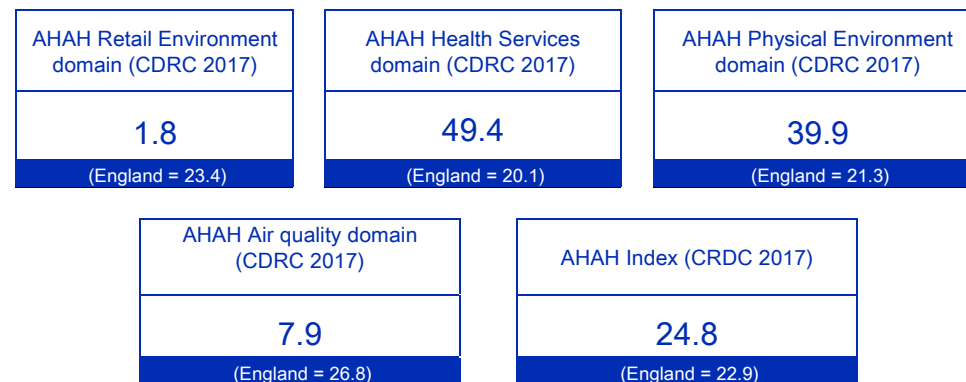 AHAH Retail Environment
domain (CDRC 2017)
1.8
(England = 23.4)
AHAH Health Services
domain (CDRC 2017)
49.4
(England = 20.1)
AHAH Physical Environment
domain (CDRC 2017)
39.9
(England = 21.3)
AHAH Air quality domain
(CDRC 2017)
7.9
(England = 26.8)
AHAH Index (CRDC 2017)
24.8
(England = 22.9)